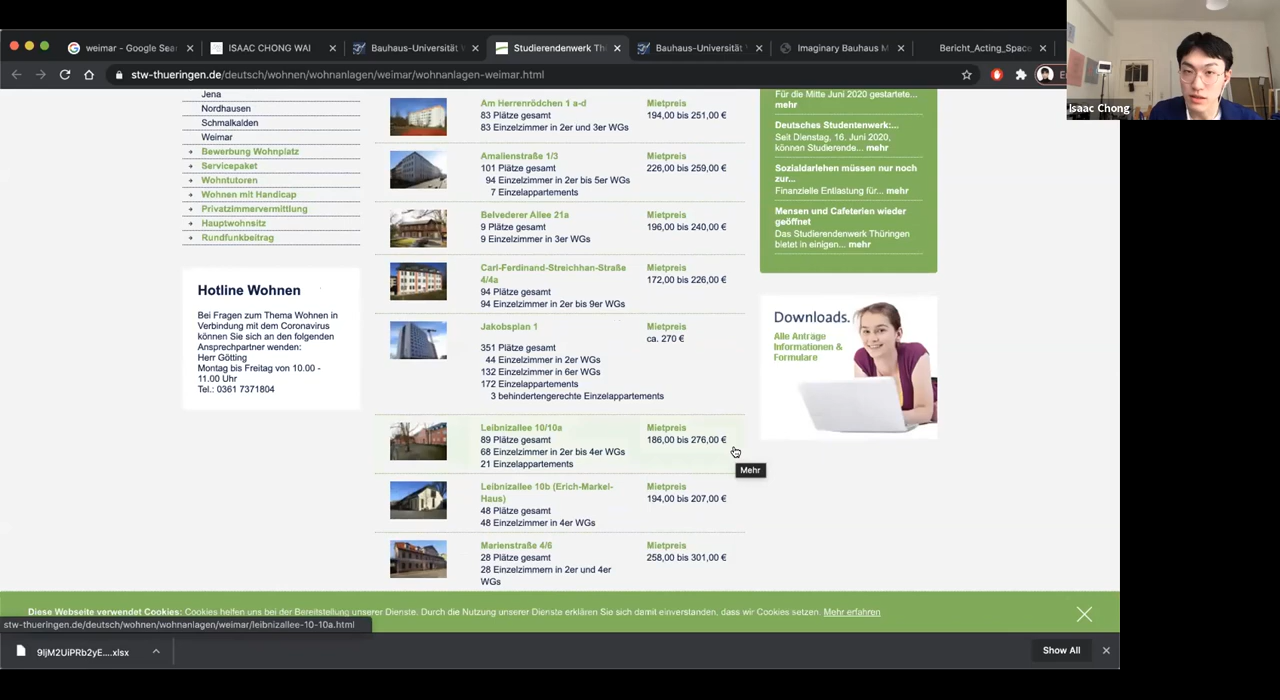 weimar - Google Sea
ISAAC CHONG WAI
Bauhaus-Universität W
Studierendenwerk Th
Bauhaus-Universität
Imaginary Bauhaus M
Bericht_Acting_Space
stw-thueringen.de/deutsch/wohnen/wohnanlagen/weimar/wohnanlagen-weimar.html
Isaac Chong
Jena
Nordhausen
Schmalkalden
Weimar
Bewerbung Wohnplatz
Servicepaket
Wohntutoren
Wohnen mit Handicap
Privatzimmervermittlung
Hauptwohnsitz
Rundfunkbeitrag
Hotline Wohnen
Bei Fragen zum Thema Wohnen in
Verbindung mit dem Coronavirus
können Sie sich an den folgenden
Ansprechpartner wenden:
Herr Götting
Montag bis Freitag von 10.00 -
11.00 Uhr
Tel.: 0361 7371804
Am Herrenrödchen 1 a-d
83 Plätze gesamt
83 Einzelzimmer in 2er und 3er WGs
Mietpreis
194,00 bis 251,00 €
Amalienstraße 1/3
101 Plätze gesamt
94 Einzelzimmer in 2er bis 5er WGs
7 Einzelappartements
Mietpreis
226,00 bis 259,00 €
Belvederer Allee 21a
9 Plätze gesamt
9 Einzelzimmer in 3er WGs
Mietpreis
196,00 bis 240,00 €
Carl-Ferdinand-Streichhan-Straße
4/4a
94 Plätze gesamt
94 Einzelzimmer in 2er bis 9er WGs
Mietpreis
172,00 bis 226,00 €
Jakobsplan 1
351 Plätze gesamt
44 Einzelzimmer in 2er WGs
132 Einzelzimmer in 6er WGs
172 Einzelappartements
3 behindertengerechte Einzelappartements
Mietpreis
ca. 270 €
Leibnizallee 10/10a
89 Plätze gesamt
68 Einzelzimmer in 2er bis 4er WGs
21 Einzelappartements
Mietpreis
186,00 bis 276,00 €
Mehr
Leibnizallee 10b (Erich-Markel-
Haus)
48 Plätze gesamt
48 Einzelzimmer in 4er WGs
Mietpreis
194,00 bis 207,00 €
Marienstraße 4/6
28 Plätze gesamt
28 Einzelzimmern in 2er und 4er
WGs
Mietpreis
258,00 bis 301,00 €
Für die Mitte Juni 2020 gestartete...
mehr
Deutsches Studentenwerk:...
Seit Dienstag, 16. Juni 2020,
können Studierende... mehr
Sozialdarlehen müssen nur noch
zur...
Finanzielle Entlastung für... mehr
Mensen und Cafeterien wieder
geöffnet
Das Studierendenwerk Thüringen
bietet in einigen... mehr
Downloads.
Alle Anträge
Informationen &
Formulare
Diese Webseite verwendet Cookies: Cookies helfen uns bei der Bereitstellung unserer Dienste. Durch die Nutzung unserer Dienste erklären Sie sich damit einverstanden, dass wir Cookies setzen. Mehr erfahren
stw-thueringen.de/deutsch/wohnen/wohnanlagen/weimar/leibnizallee-10-10a.html
9IjM2UiPRb2yE....xlsx
Show All